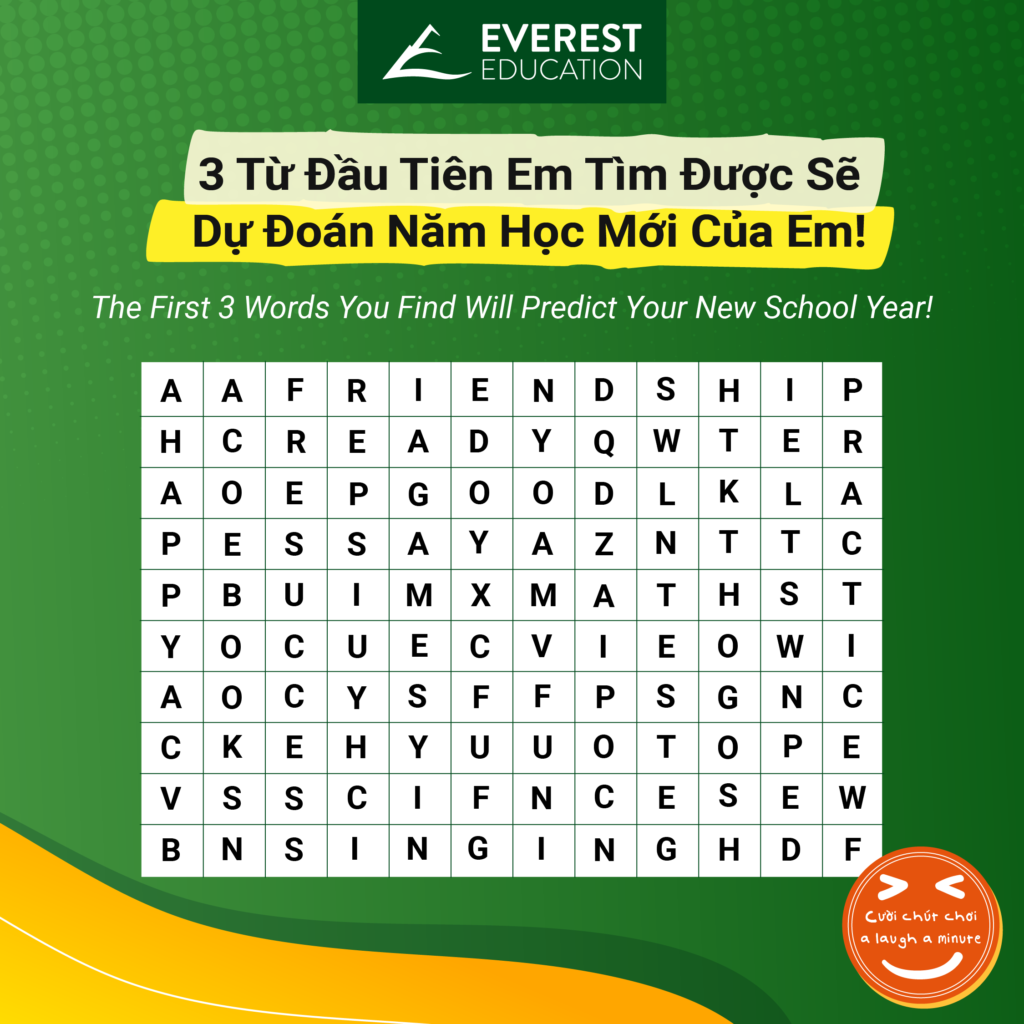 EVEREST
EDUCATION
3 Từ Đầu Tiên Em Tìm Được Sẽ
Dự Đoán Năm Học Mới Của Em!
The First 3 Words You Find Will Predict Your New School Year!
A A F R I E N D S H I P
H C R E A D Y Q W T E R
A O E P G O O D L K L A
P E S S A Y A Z N T T C
P B U I M X M A T H S T
Y O C U E C V I E O W I
A O C Y S F F P S G N C
C K E H Y U U O T O P E
V S S C I F N C E S E W
B N S I N G I N G H D F
Cười chút chơi
a laugh a minute